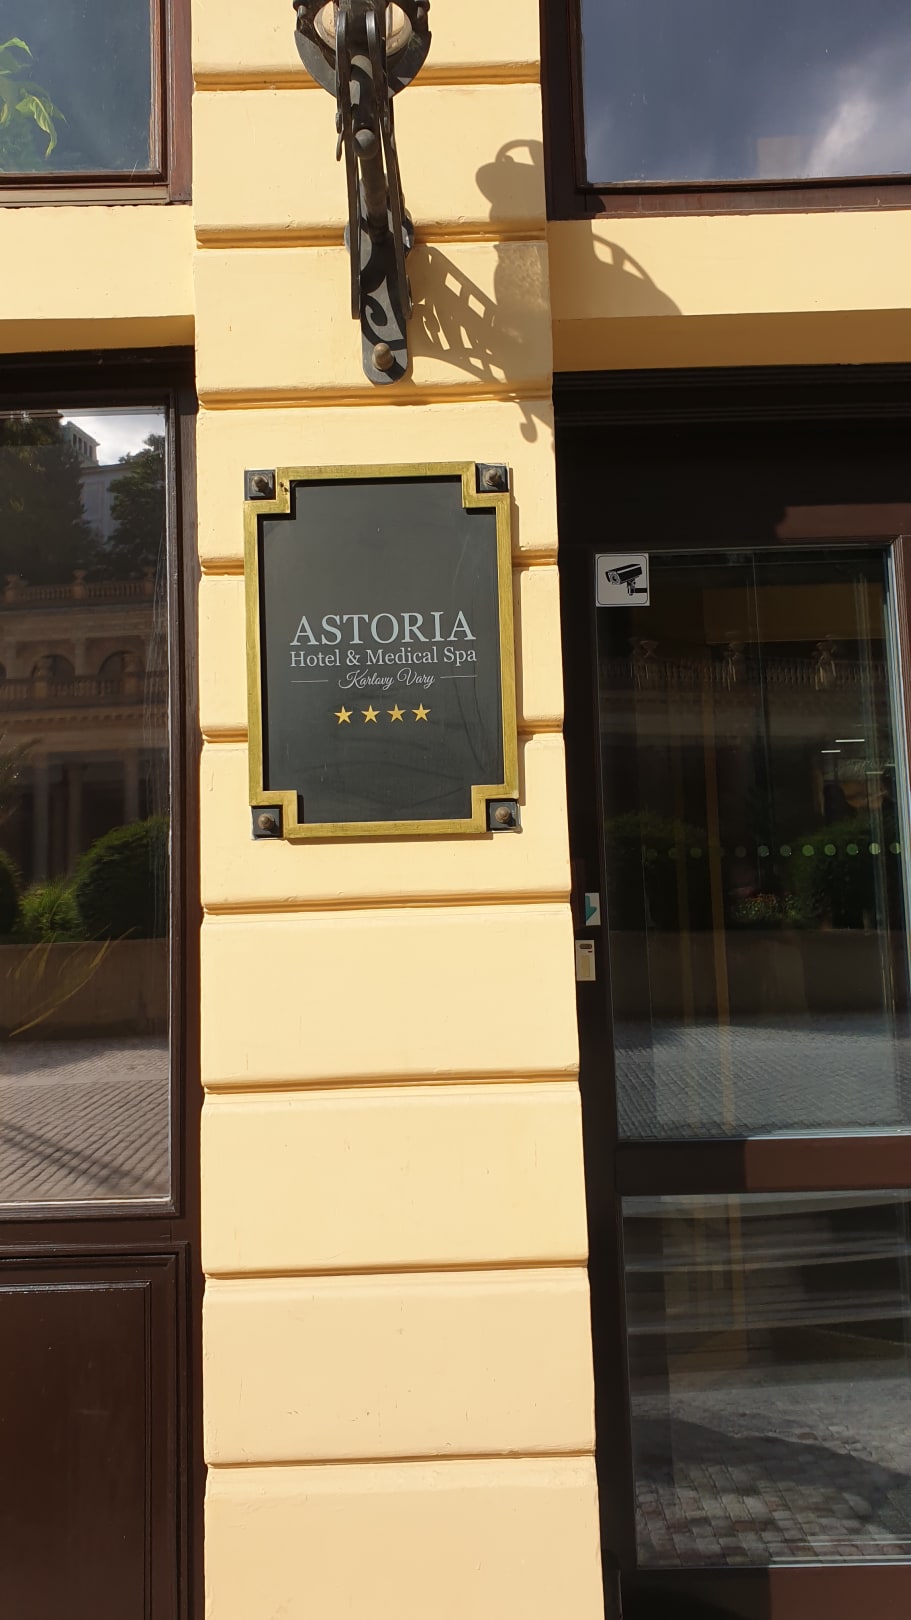 ASTORIA
Hotel & Medical Spa
Karlovy Vary